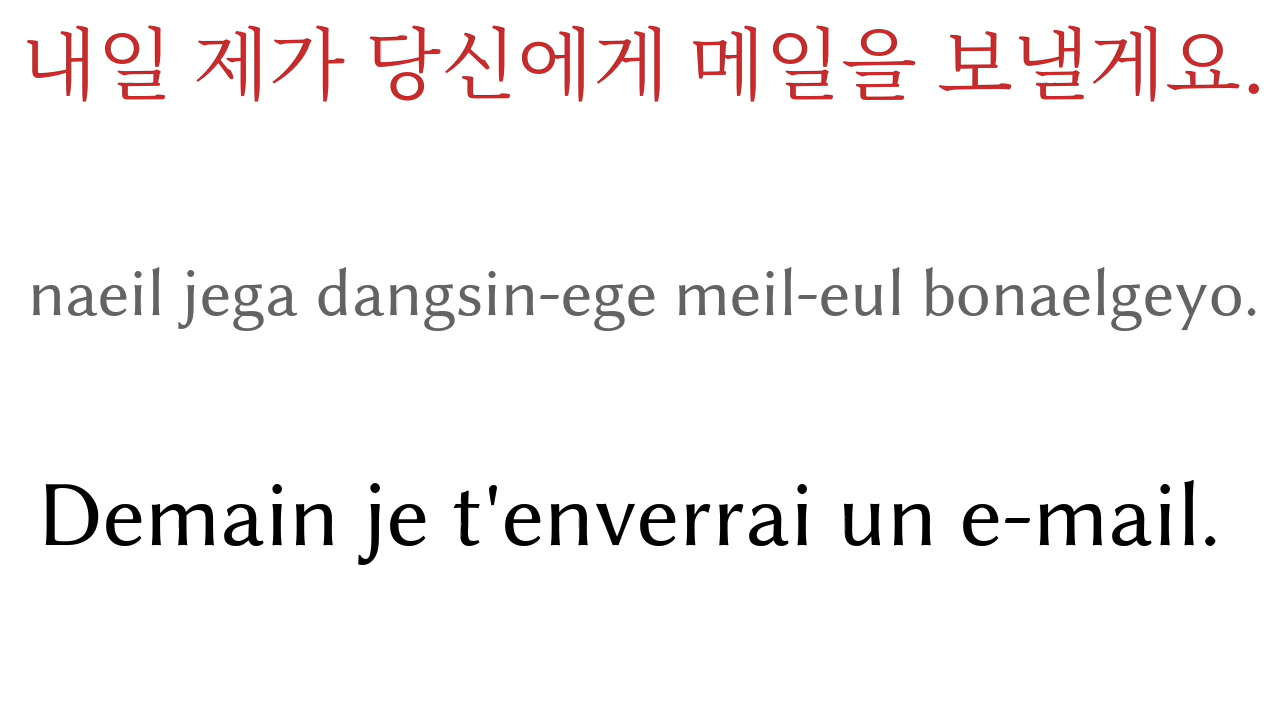 내일 제가 당신에게 메일을 보낼게요.
naeil jega dangsin-ege meil-eul bonaelgeyo.
Demain je t'enverrai un e-mail.